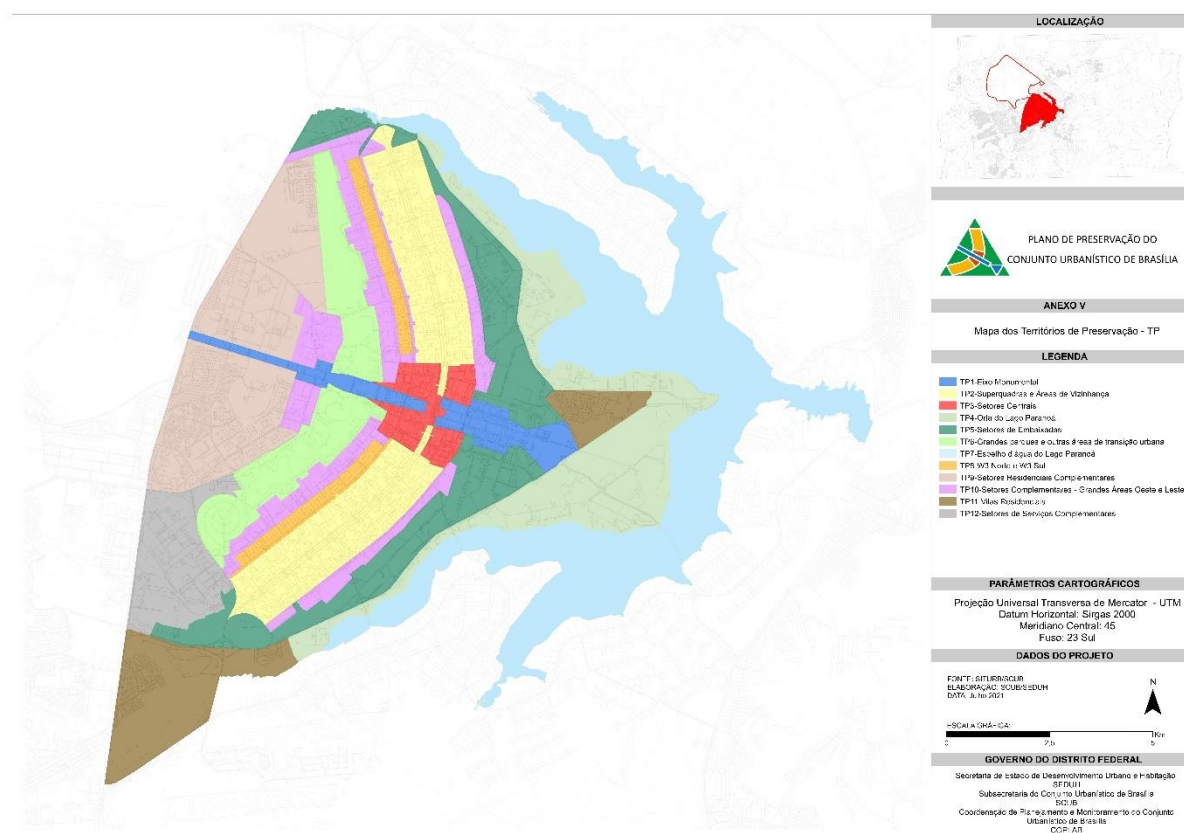 LOCALIZAÇÃO
PLANO DE PRESERVAÇÃO DO
CONJUNTO URBANÍSTICO DE BRASÍLIA
ANEXO V
Mapa dos Territórios de Preservação - TP
LEGENDA
TP1-Eixo Monumental
TP2-Superquadras e Áreas de Vizinhança
TP3-Setores Centrais
TP4-Orla do Lago Paranoá
TP5-Setores de Embaixadas
TP6-Grandes parques e outras áreas de transição urbana
TP7-Espelho d'água do Lago Paranoá
TP8-W3 Norte e W3 Sul
TP9-Setores Residenciais Complementares
TP10-Setores Complementares - Grandes Áreas Oeste e Leste
TP11-Vilas Residenciais
TP12-Setores de Serviços Complementares
PARÂMETROS CARTOGRÁFICOS
Projeção Universal Transversa de Mercator - UTM
Datum Horizontal: Sirgas 2000
Meridiano Central: 45
Fuso: 23 Sul
DADOS DO PROJETO
FONTE: SITURB/SCUB
ELABORAÇÃO: SCUB/SEDUH
DATA: Julho 2021
N
ESCALA GRÁFICA:
Km
0 2,5 5
GOVERNO DO DISTRITO FEDERAL
Secretaria de Estado de Desenvolvimento Urbano e Habitação
SEDUH
Subsecretaria do Conjunto Urbanístico de Brasília
SCUB
Coordenação de Planejamento e Monitoramento do Conjunto
Urbanístico de Brasília
COPLAB